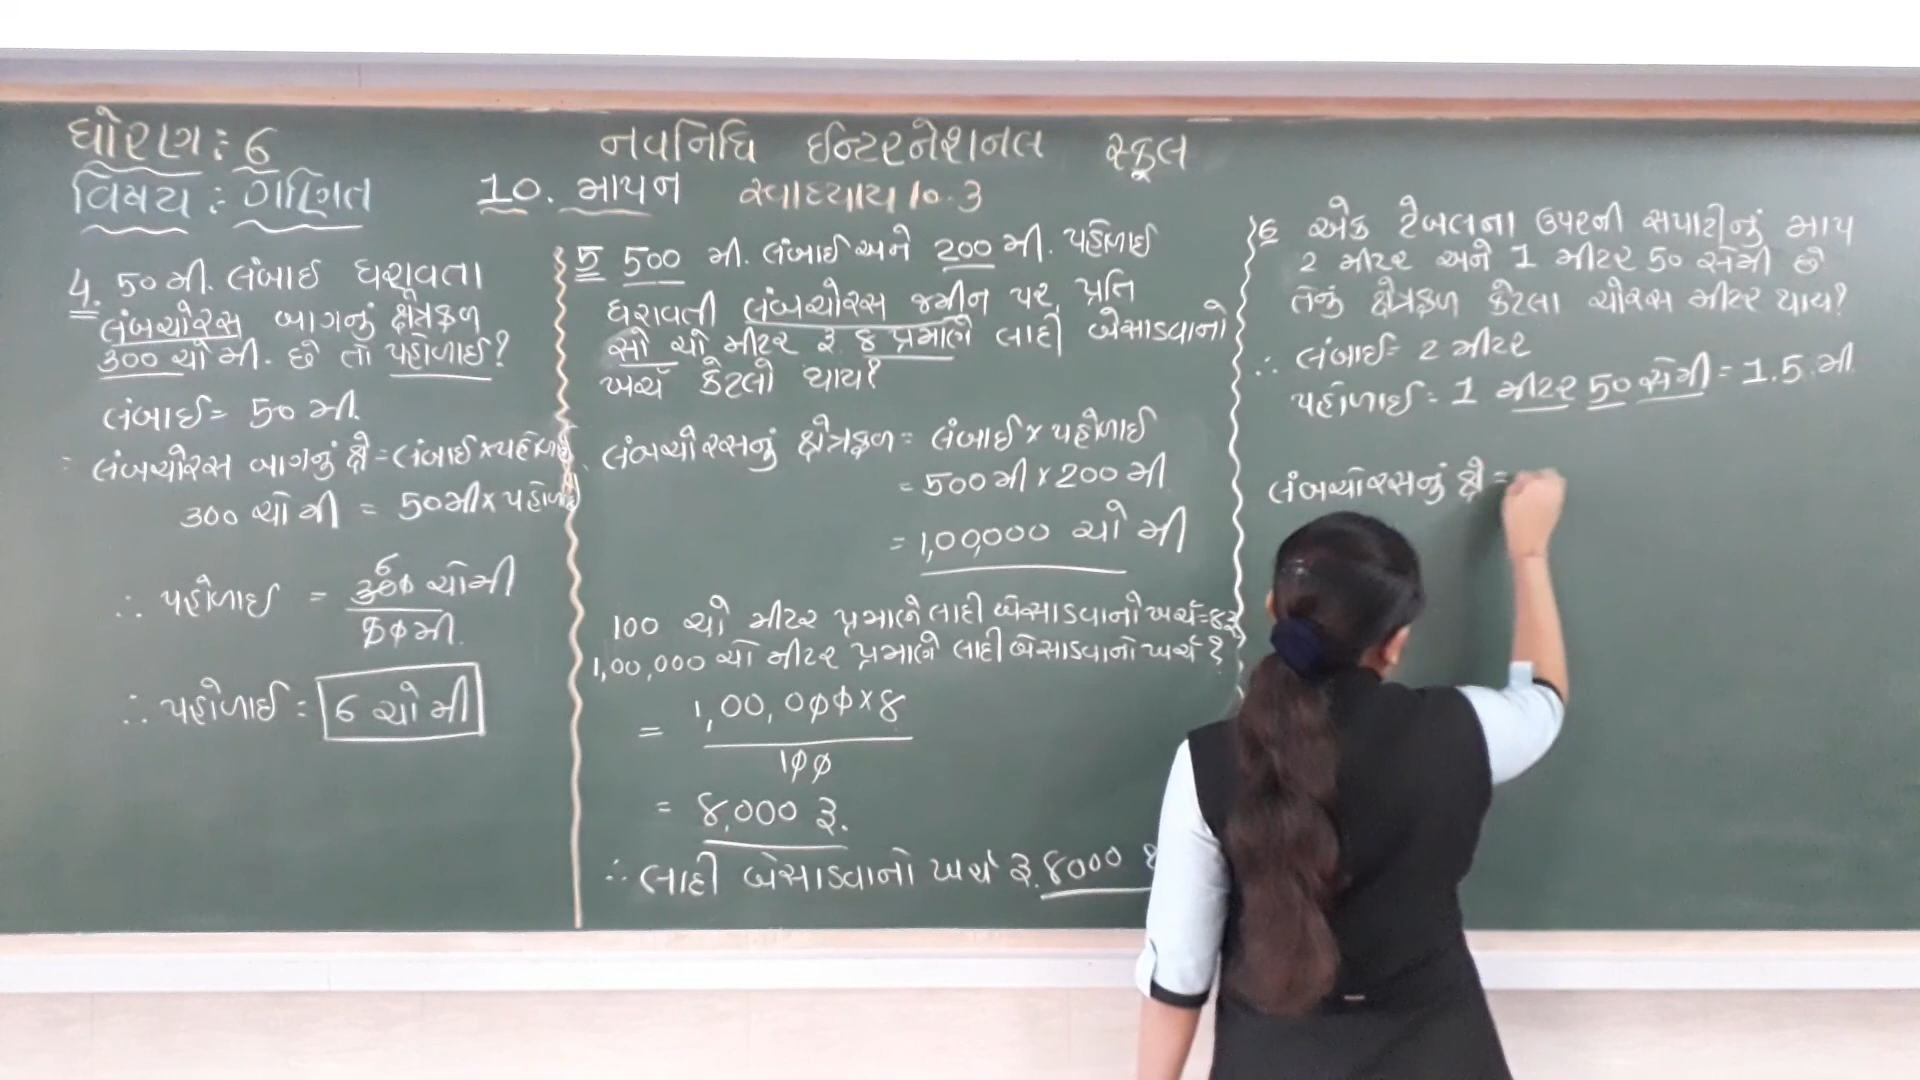 ધોરણ : 6
વિષય : ગણિત
નવનિધિ ઈન્ટરનેશનલ સ્કૂલ
10. માપન સ્વાધ્યાય 10.3
4. 50 મી. લંબાઈ ધરાવતા
લંબચોરસ બાગનું ક્ષેત્રફળ
300 ચો મી. છે તો પહોળાઈ?
લંબાઈ = 50 મી.
= લંબચોરસ બાગનું ક્ષે = લંબાઈ × પહોળાઈ
300 ચો મી = 50મી × પહોળાઈ
6
∴ પહોળાઈ = 300 ચોમી
50મી.
∴ પહોળાઈ = 6 ચો મી
5 500 મી. લંબાઈ અને 200 મી. પહોળાઈ
ધરાવતી લંબચોરસ જમીન પર, પ્રતિ
સો ચો મીટર રૂ. 8 પ્રમાણે લાદી બેસાડવાનો
ખર્ચ કેટલો થાય?
લંબચોરસનું ક્ષેત્રફળ = લંબાઈ × પહોળાઈ
= 500 મી × 200 મી
= 1,00,000 ચો મી
100 ચો મીટર પ્રમાણે લાદી બેસાડવાનો ખર્ચ = 8 રૂ
1,00,000 ચો મીટર પ્રમાણે લાદી બેસાડવાનો ખર્ચ ?
= 1,00,000 × 8
100
= 8,000 રૂ.
∴ લાદી બેસાડવાનો ખર્ચ રૂ. 8000
6 એક ટેબલના ઉપરની સપાટીનું માપ
2 મીટર અને 1 મીટર 50 સેમી છે
તેનું ક્ષેત્રફળ કેટલા ચોરસ મીટર થાય?
∴ લંબાઈ = 2 મીટર
પહોળાઈ = 1 મીટર 50 સેમી = 1.5 મી
લંબચોરસનું ક્ષે =